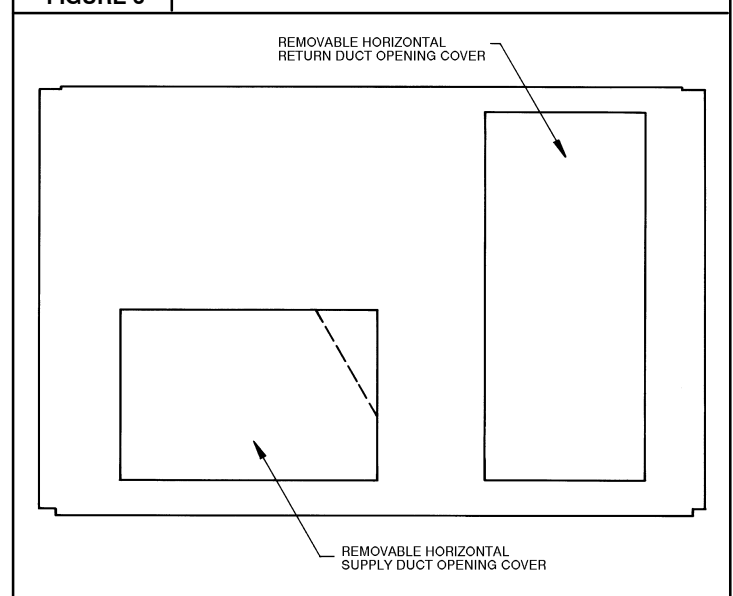 REMOVABLE HORIZONTAL
RETURN DUCT OPENING COVER
REMOVABLE HORIZONTAL
SUPPLY DUCT OPENING COVER